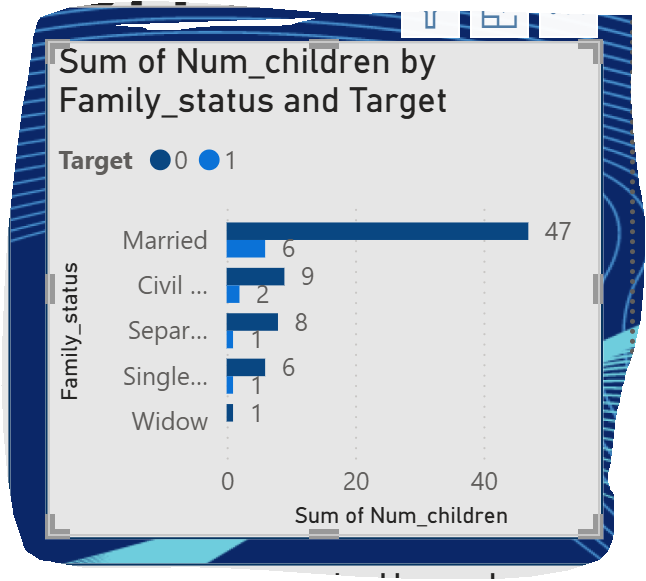 Sum of Num_children by
Family_status and Target
Target 0 1
Family_status
Married 47
6
Civil ... 9
2
Separ... 8
1
Single... 6
1
Widow 1
0 20 40
Sum of Num_children